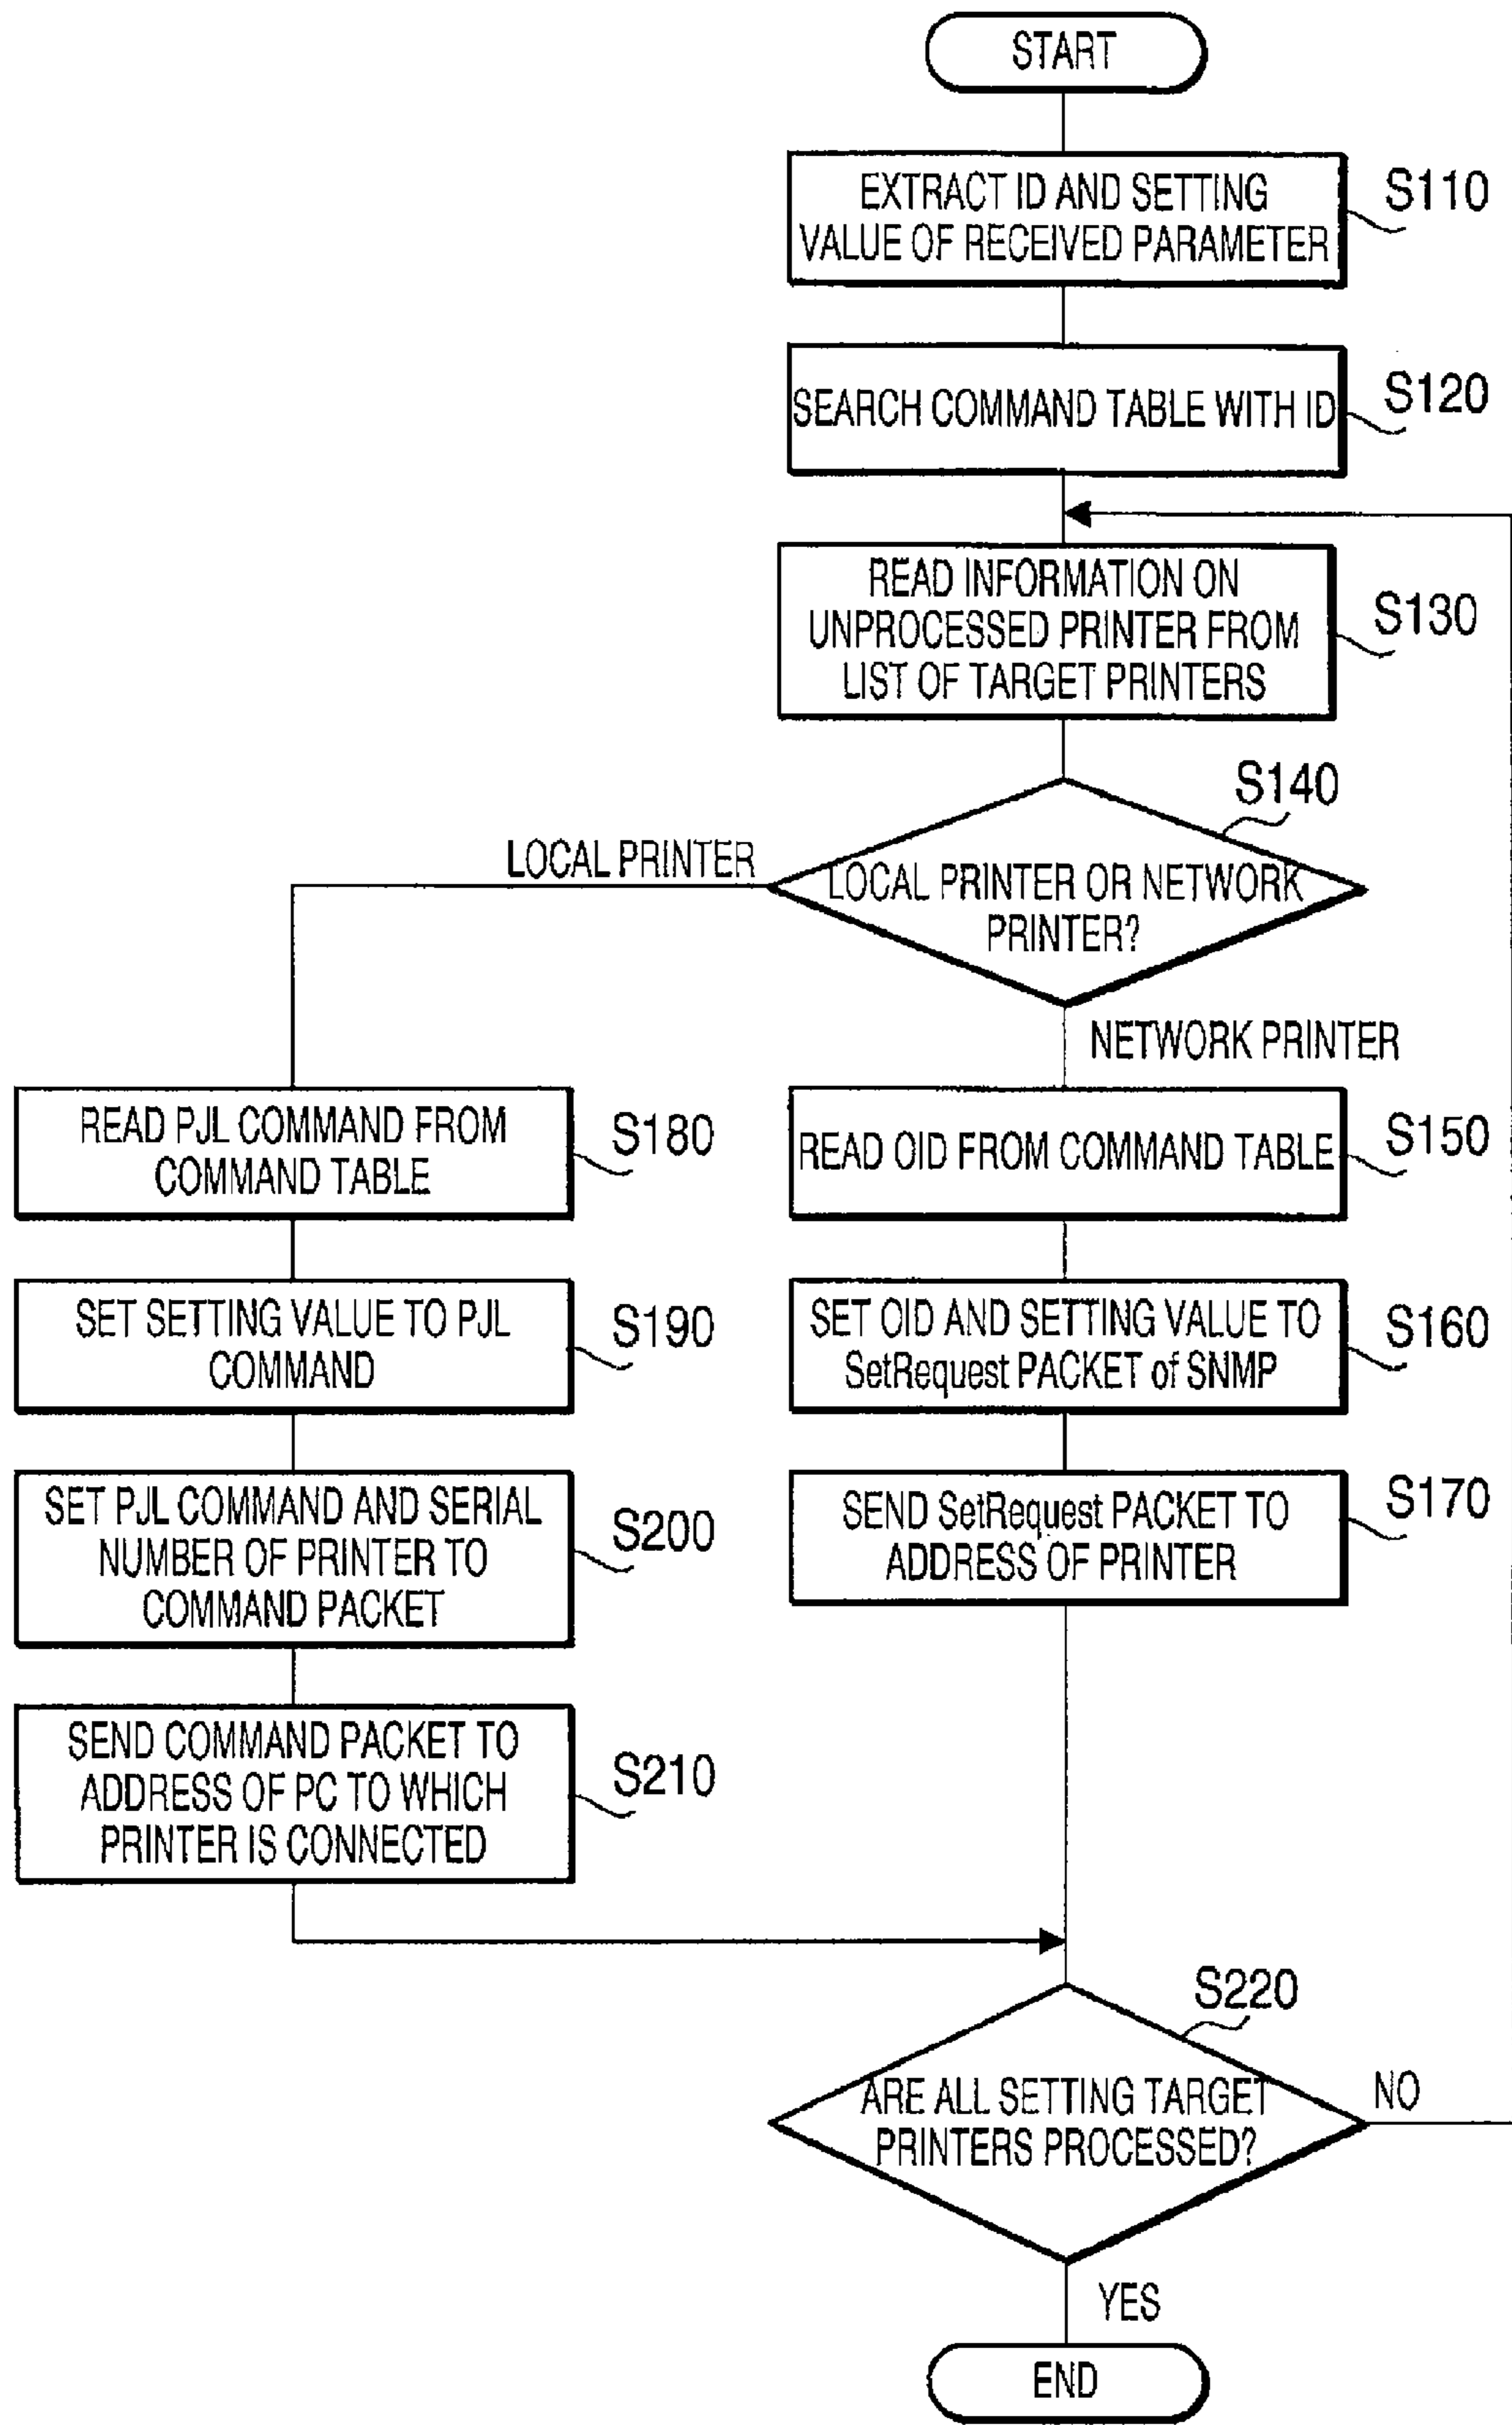 START
EXTRACT ID AND SETTING
VALUE OF RECEIVED PARAMETER
S110
SEARCH COMMAND TABLE WITH ID
S120
READ INFORMATION ON
UNPROCESSED PRINTER FROM
LIST OF TARGET PRINTERS
S130
S140
LOCAL PRINTER
LOCAL PRINTER OR NETWORK
PRINTER?
NETWORK PRINTER
READ PJL COMMAND FROM
COMMAND TABLE
S180
READ OID FROM COMMAND TABLE
S150
SET SETTING VALUE TO PJL
COMMAND
S190
SET OID AND SETTING VALUE TO
SetRequest PACKET of SNMP
S160
SET PJL COMMAND AND SERIAL
NUMBER OF PRINTER TO
COMMAND PACKET
S200
SEND SetRequest PACKET TO
ADDRESS OF PRINTER
S170
SEND COMMAND PACKET TO
ADDRESS OF PC TO WHICH
PRINTER IS CONNECTED
S210
S220
ARE ALL SETTING TARGET
PRINTERS PROCESSED?
NO
YES
END